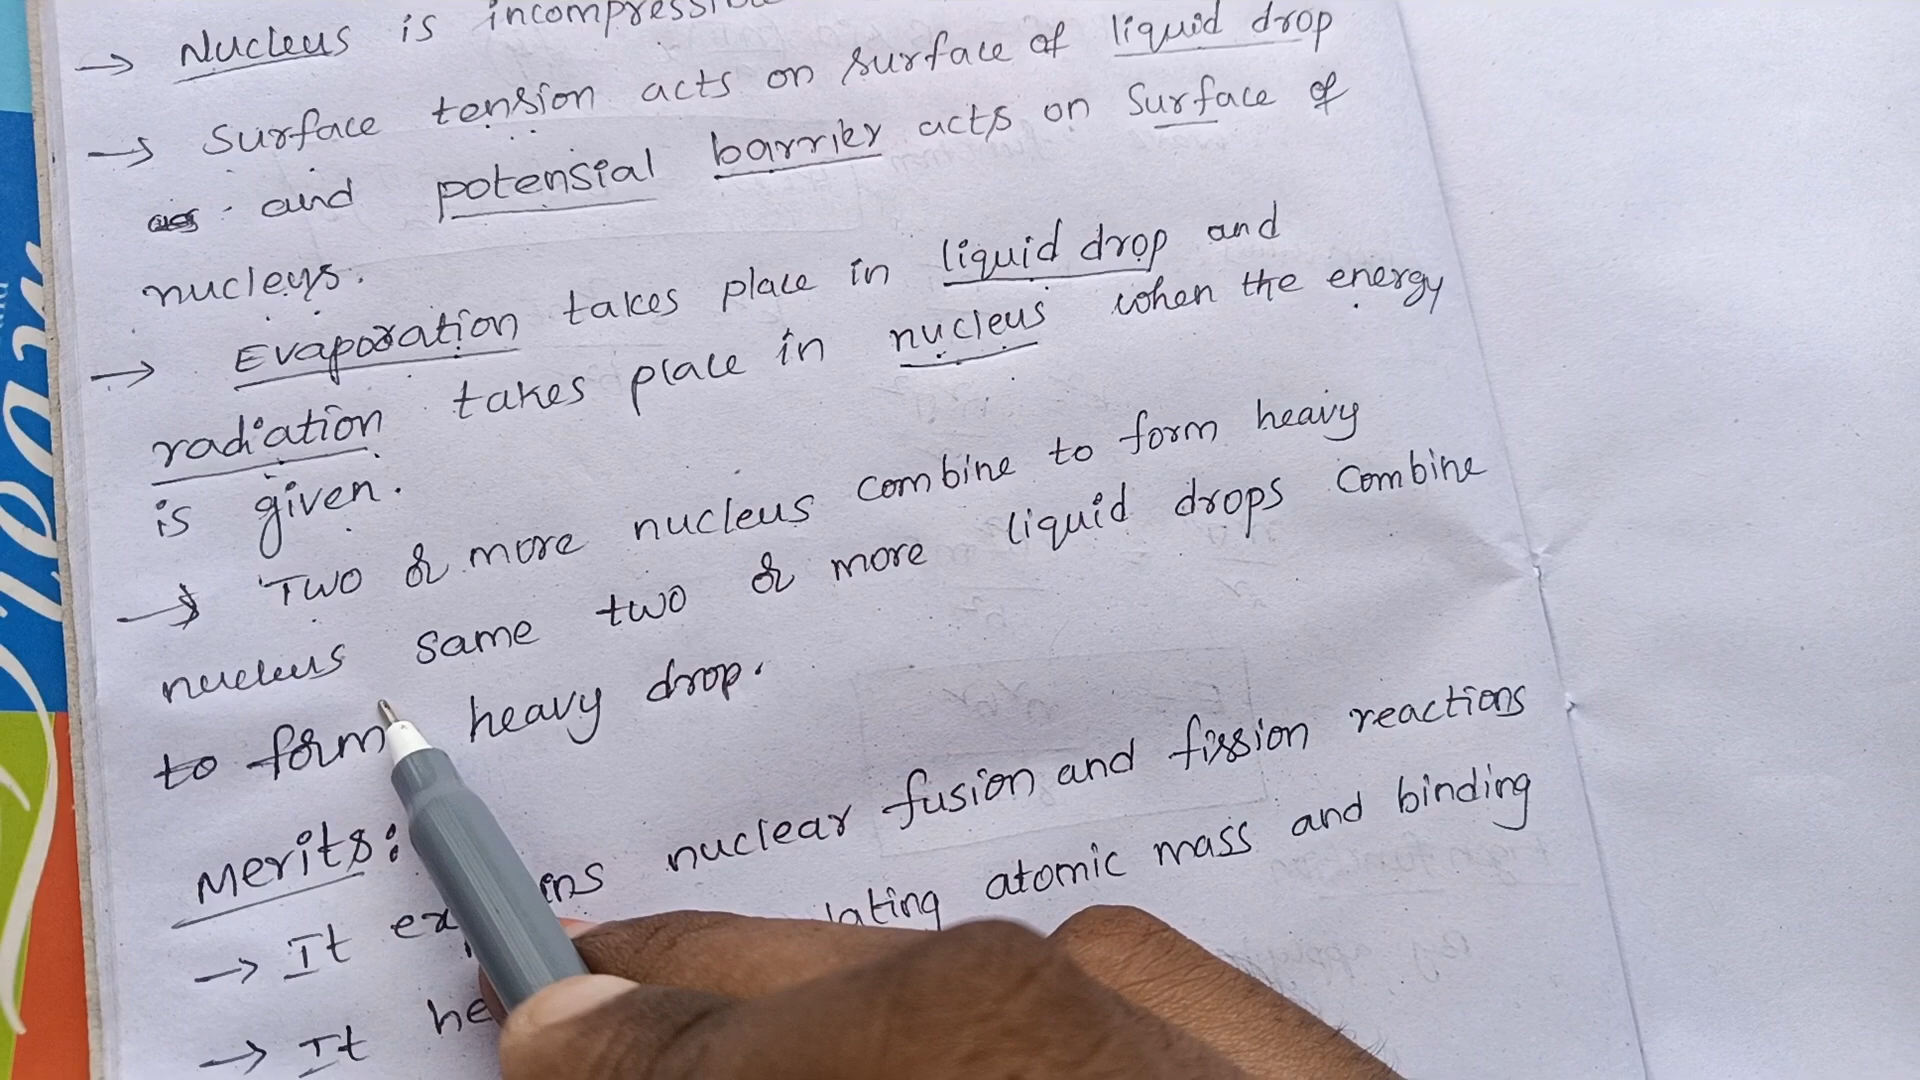 → Nucleus is incompressib
→ Surface tension acts on surface of liquid drop
and potensial barrier acts on surface of
nucleus.
→ Evaporation takes place in liquid drop and
radiation takes place in nucleus when the energy
is given.
→ Two & more nucleus combine to form heavy
nucleus same two & more liquid drops combine
to form heavy drop.
Merits:
→ It ins nuclear fusion and fission reactions
→ It he lating atomic mass and binding